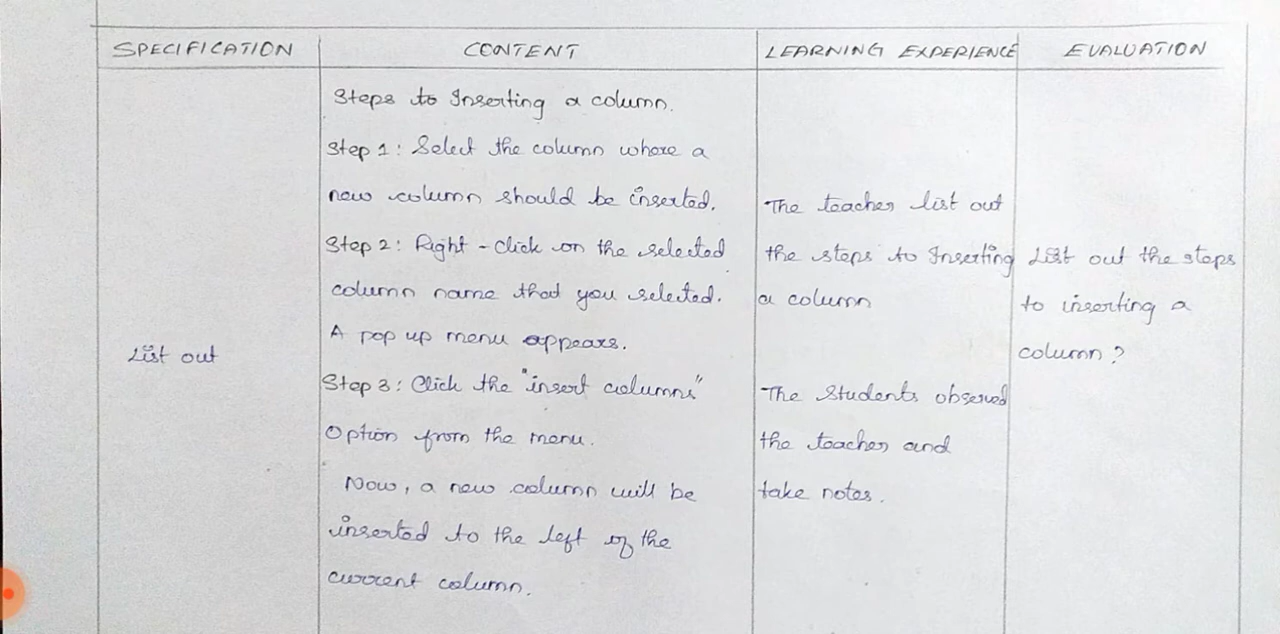 SPECIFICATION
CONTENT
LEARNING EXPERIENCE
EVALUATION
List out
Steps to Inserting a column.
Step 1: Select the column where a
new column should be inserted.
Step 2: Right - Click on the selected
column name that you selected.
A pop up menu appears.
Step 3: Click the "insert columns"
Option from the menu.
Now, a new column will be
inserted to the left of the
current column.
The teacher list out
the steps to Inserting
a column
The Students observed
the teacher and
take notes.
List out the steps
to inserting a
column?